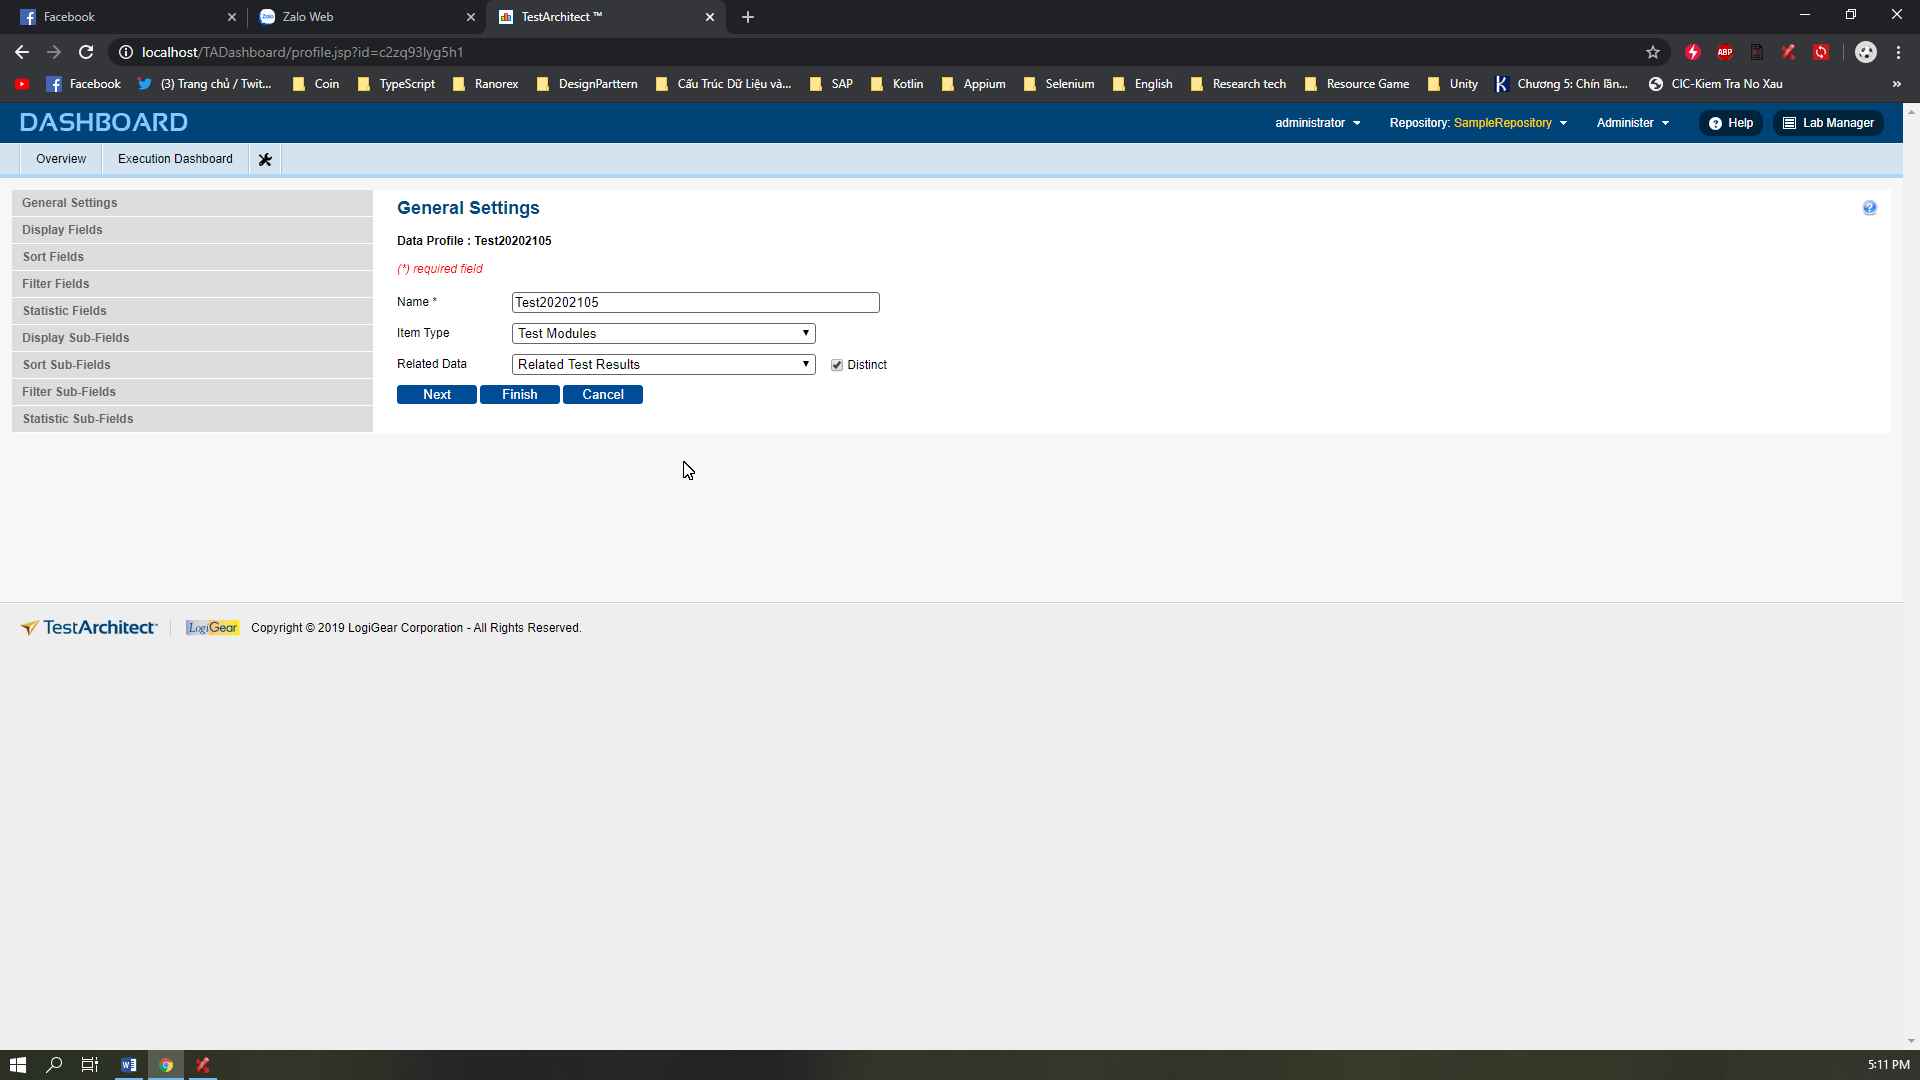 Facebook
Zalo Web
TestArchitect ™
localhost/TADashboard/profile.jsp?id=c2zq93lyg5h1
ABP
Facebook
(3) Trang chủ / Twit...
Coin
TypeScript
Ranorex
DesignParttern
Cấu Trúc Dữ Liệu và...
SAP
Kotlin
Appium
Selenium
English
Research tech
Resource Game
Unity
Chương 5: Chín lần...
CIC-Kiem Tra No Xau
»
DASHBOARD
administrator
Repository: SampleRepository
Administer
Help
Lab Manager
Overview
Execution Dashboard
General Settings
Display Fields
Sort Fields
Filter Fields
Statistic Fields
Display Sub-Fields
Sort Sub-Fields
Filter Sub-Fields
Statistic Sub-Fields
General Settings
Data Profile : Test20202105
(*) required field
Name *
Test20202105
Item Type
Test Modules
Related Data
Related Test Results
Distinct
Next
Finish
Cancel
TestArchitect™
LogiGear
Copyright © 2019 LogiGear Corporation - All Rights Reserved.
5:11 PM